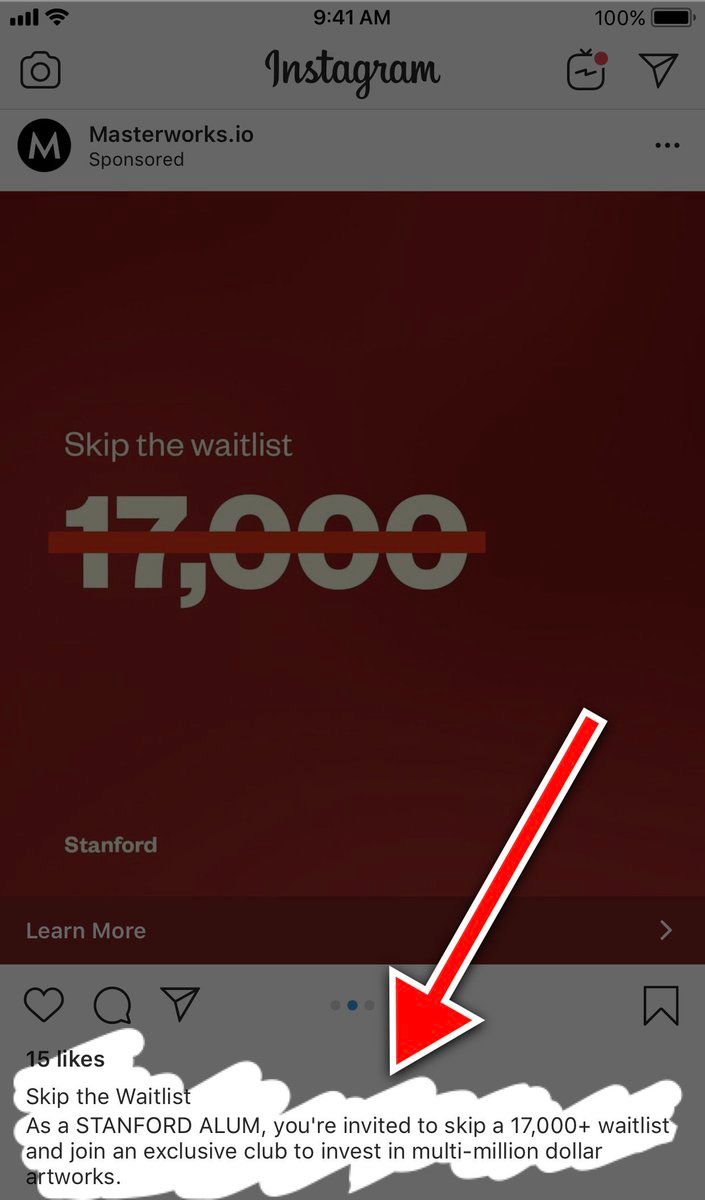 9:41 AM
100%
Instagram
M
Masterworks.io
Sponsored
Skip the waitlist
17,000
Stanford
Learn More
15 likes
Skip the Waitlist
As a STANFORD ALUM, you're invited to skip a 17,000+ waitlist
and join an exclusive club to invest in multi-million dollar
artworks.